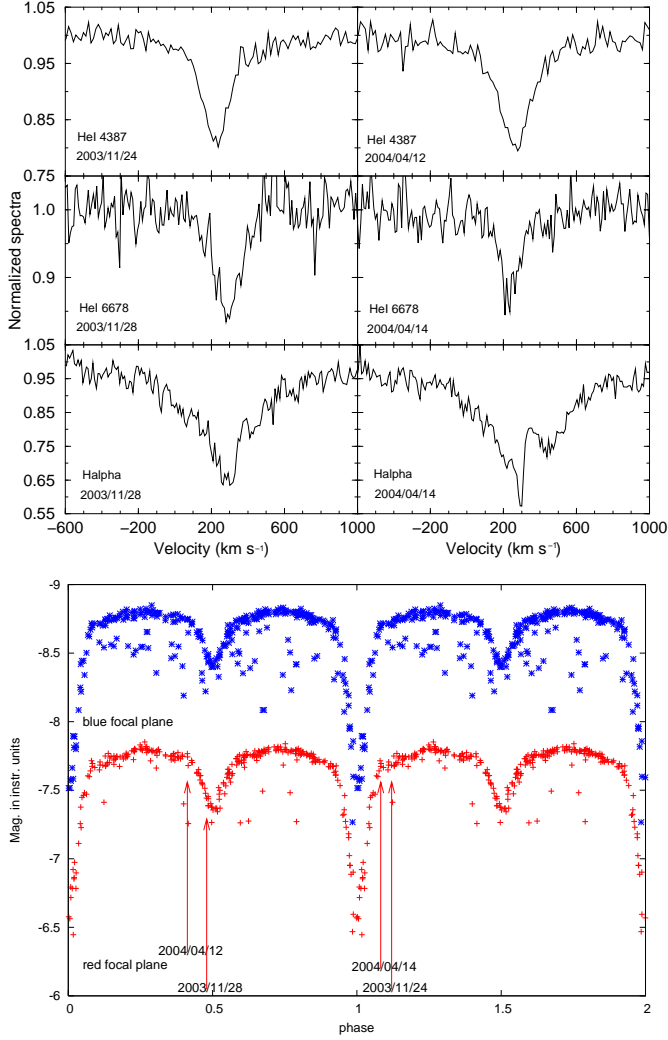 1.05
0.95
0.85
HeI 4387
2003/11/24
HeI 4387
2004/04/12
0.75
1.0
0.9
HeI 6678
2003/11/28
HeI 6678
2004/04/14
Normalized spectra
1.05
0.95
0.85
0.75
0.65
0.55
Halpha
2003/11/28
Halpha
2004/04/14
−600 −200 200 600 1000 −200 200 600 1000
Velocity (km s⁻¹) Velocity (km s⁻¹)
-9
-8.5
-8
-7.5
-7
-6.5
-6
Mag. in instr. units
blue focal plane
2004/04/12
2004/04/14
red focal plane
2003/11/28
2003/11/24
0 0.5 1 1.5 2
phase